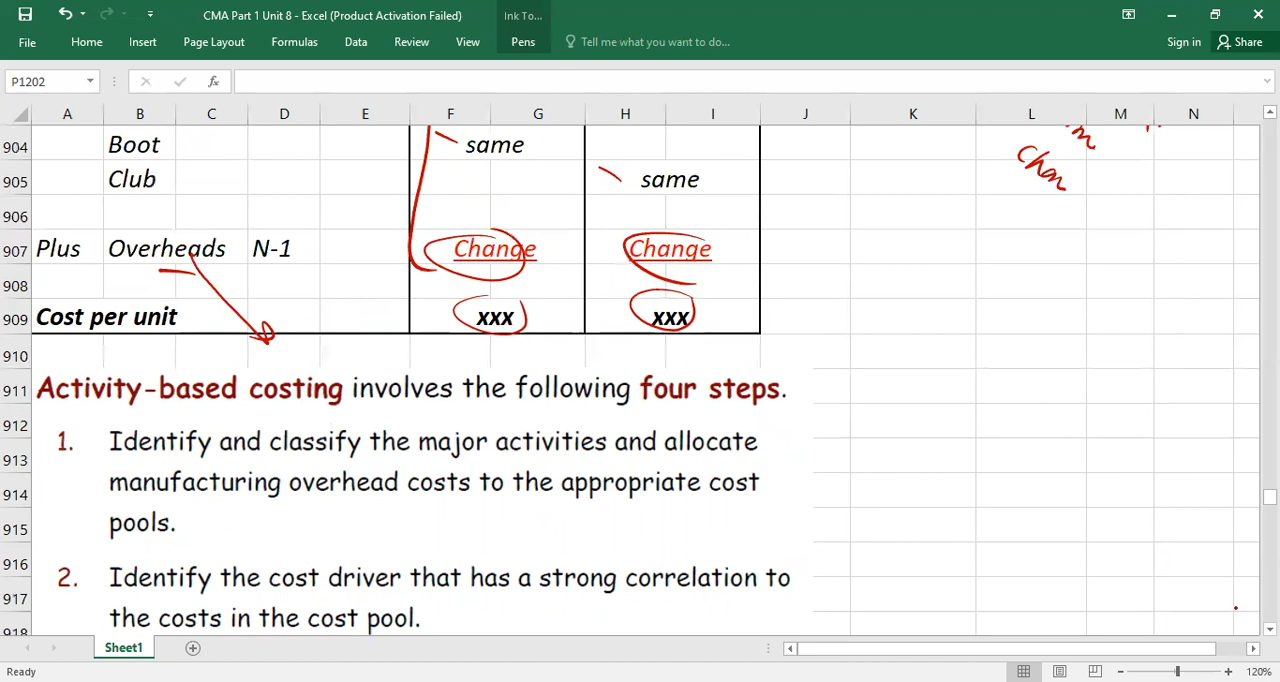 CMA Part 1 Unit 8 - Excel (Product Activation Failed)
Ink To...
File Home Insert Page Layout Formulas Data Review View Pens Tell me what you want to do... Sign in Share
P1202 fx
A B C D E F G H I J K L M N
904 Boot same
905 Club same
906
907 Plus Overheads N-1 Change Change
908
909 Cost per unit xxx xxx
910
911 Activity-based costing involves the following four steps.
912
913 1. Identify and classify the major activities and allocate
914 manufacturing overhead costs to the appropriate cost
915 pools.
916
917 2. Identify the cost driver that has a strong correlation to
918 the costs in the cost pool.
Sheet1
Ready 120%